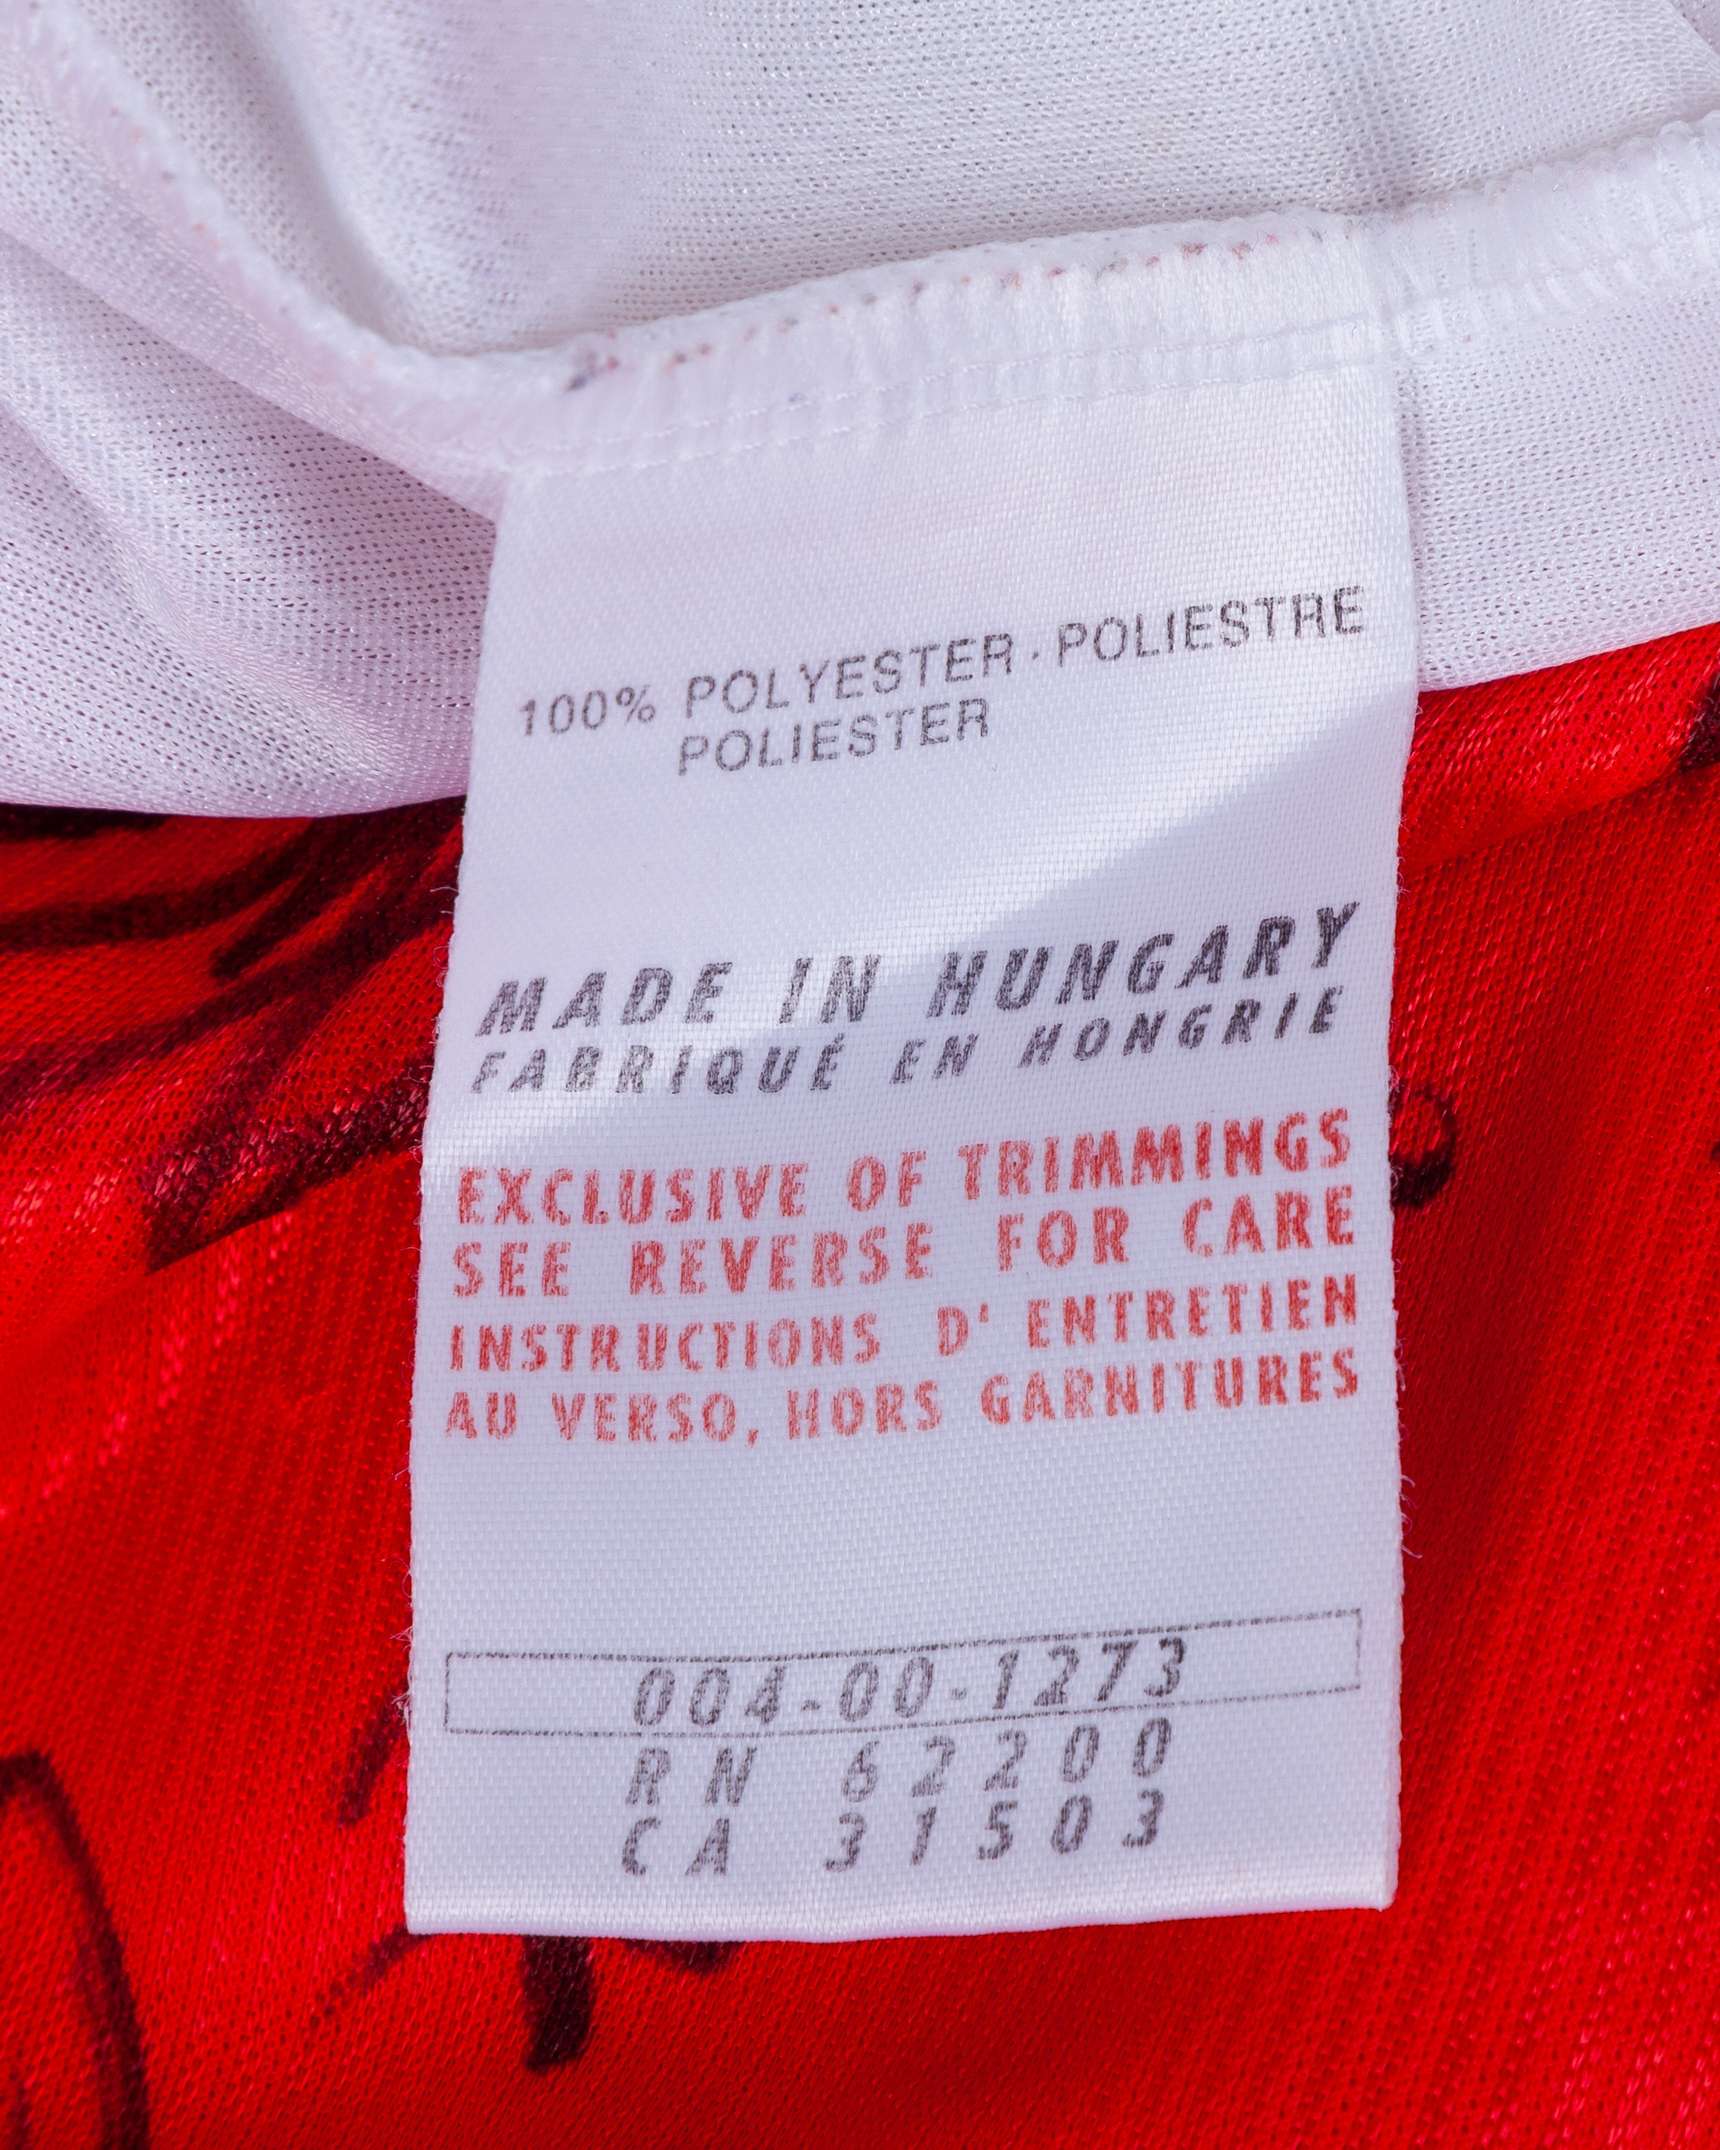 100% POLYESTER · POLIESTRE
POLIESTER
MADE IN HUNGARY
FABRIQUÉ EN HONGRIE
EXCLUSIVE OF TRIMMINGS
SEE REVERSE FOR CARE
INSTRUCTIONS D' ENTRETIEN
AU VERSO, HORS GARNITURES
004-00-1273
RN 62200
CA 31503